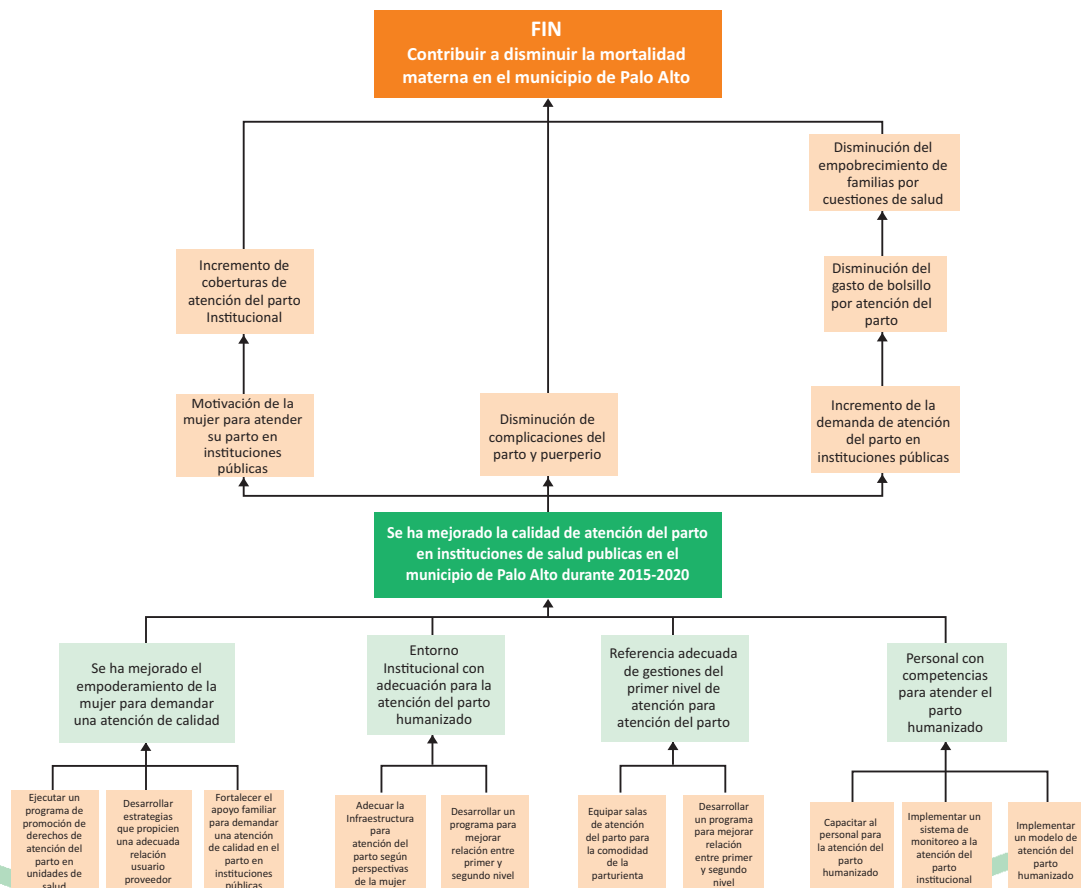 FIN
Contribuir a disminuir la mortalidad
materna en el municipio de Palo Alto
Disminución del
empobrecimiento de
familias por
cuestiones de salud
Incremento de
coberturas de
atención del parto
Institucional
Disminución del
gasto de bolsillo
por atención del
parto
Motivación de la
mujer para atender
su parto en
instituciones
públicas
Disminución de
complicaciones del
parto y puerperio
Incremento de la
demanda de atención
del parto en
instituciones públicas
Se ha mejorado la calidad de atención del parto
en instituciones de salud publicas en el
municipio de Palo Alto durante 2015-2020
Se ha mejorado el
empoderamiento de la
mujer para demandar
una atención de calidad
Entorno
Institucional con
adecuación para la
atención del parto
humanizado
Referencia adecuada
de gestiones del
primer nivel de
atención para
atención del parto
Personal con
competencias
para atender el
parto
humanizado
Ejecutar un
programa de
promoción de
derechos de
atención del
parto en
unidades de
salud
Desarrollar
estrategias
que propicien
una adecuada
relación
usuario
proveedor
Fortalecer el
apoyo familiar
para demandar
una atención
de calidad en el
parto en
instituciones
públicas
Adecuar la
Infraestructura
para
atención del
parto según
perspectivas
de la mujer
Desarrollar un
programa para
mejorar
relación entre
primer y
segundo nivel
Equipar salas
de atención
del parto para
la comodidad
de la
parturienta
Desarrollar
un programa
para mejorar
relación
entre primer
y segundo
nivel
Capacitar al
personal para
la atención del
parto
humanizado
Implementar un
sistema de
monitoreo a la
atención del
parto
institucional
Implementar
un modelo de
atención del
parto
humanizado